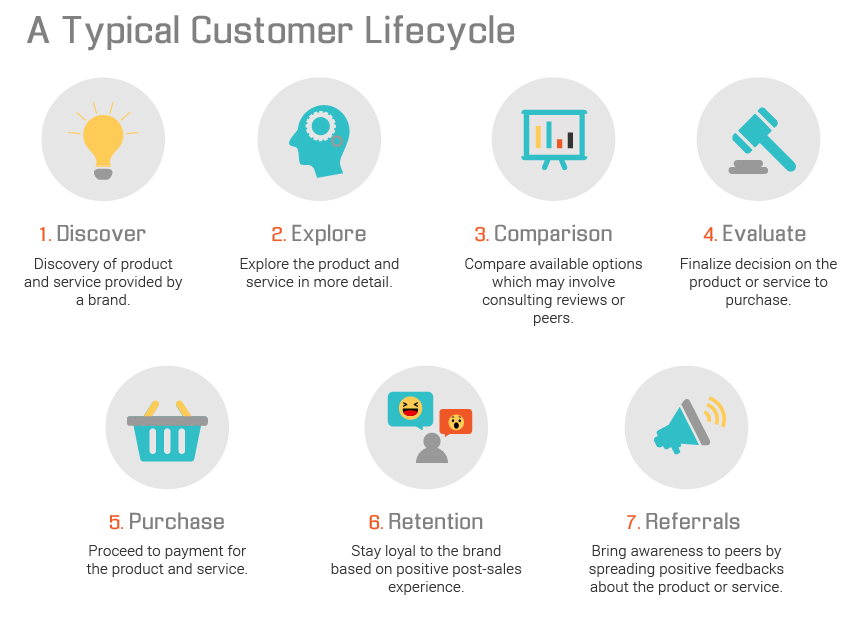 A Typical Customer Lifecycle
1. Discover
Discovery of product
and service provided by
a brand.
2. Explore
Explore the product and
service in more detail.
3. Comparison
Compare available options
which may involve
consulting reviews or
peers.
4. Evaluate
Finalize decision on the
product or service to
purchase.
5. Purchase
Proceed to payment for
the product and service.
6. Retention
Stay loyal to the brand
based on positive post-sales
experience.
7. Referrals
Bring awareness to peers by
spreading positive feedbacks
about the product or service.